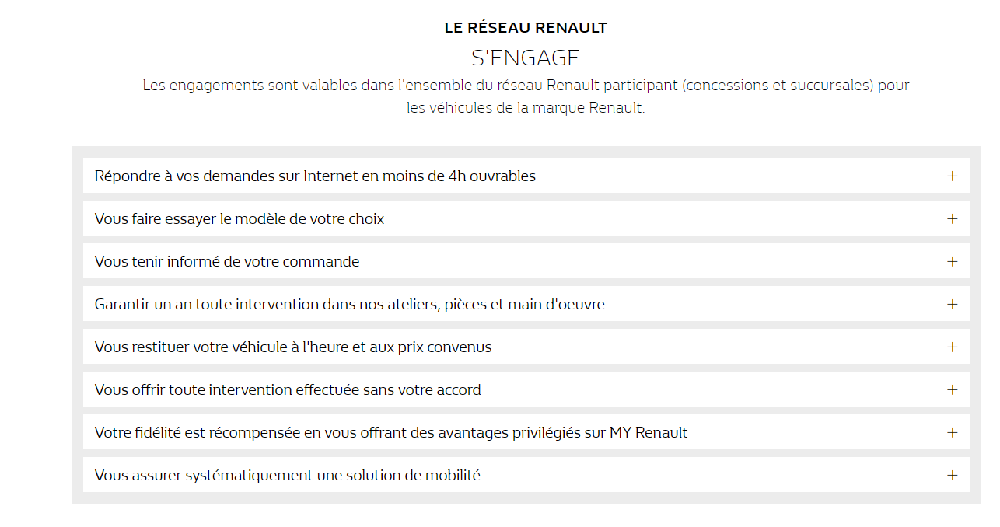 LE RÉSEAU RENAULT
S'ENGAGE
Les engagements sont valables dans l'ensemble du réseau Renault participant (concessions et succursales) pour
les véhicules de la marque Renault.
Répondre à vos demandes sur Internet en moins de 4h ouvrables
Vous faire essayer le modèle de votre choix
Vous tenir informé de votre commande
Garantir un an toute intervention dans nos ateliers, pièces et main d'oeuvre
Vous restituer votre véhicule à l'heure et aux prix convenus
Vous offrir toute intervention effectuée sans votre accord
Votre fidélité est récompensée en vous offrant des avantages privilégiés sur MY Renault
Vous assurer systématiquement une solution de mobilité